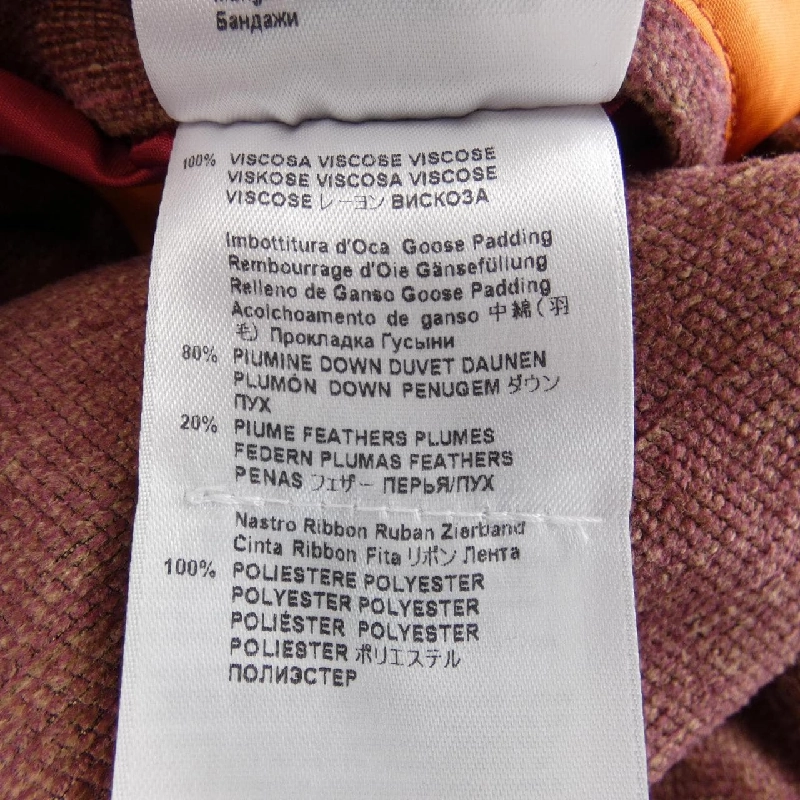 Бандажи
100% VISCOSA VISCOSE VISCOSE
VISKOSE VISCOSA VISCOSE
VISCOSE レーヨン ВИСКОЗА
Imbottitura d'Oca Goose Padding
Rembourrage d'Oie Gänsefüllung
Relleno de Ganso Goose Padding
Acolchoamento de ganso 中綿(羽
毛) Прокладка Гусыни
80% PIUMINE DOWN DUVET DAUNEN
PLUMÓN DOWN PENUGEM ダウン
ПУХ
20% PIUME FEATHERS PLUMES
FEDERN PLUMAS FEATHERS
PENAS フェザー ПЕРЬЯ/ПУХ
Nastro Ribbon Ruban Zierband
Cinta Ribbon Fita リボン Лента
100% POLIESTERE POLYESTER
POLYESTER POLYESTER
POLIÉSTER POLYESTER
POLIESTER ポリエステル
ПОЛИЭСТЕР